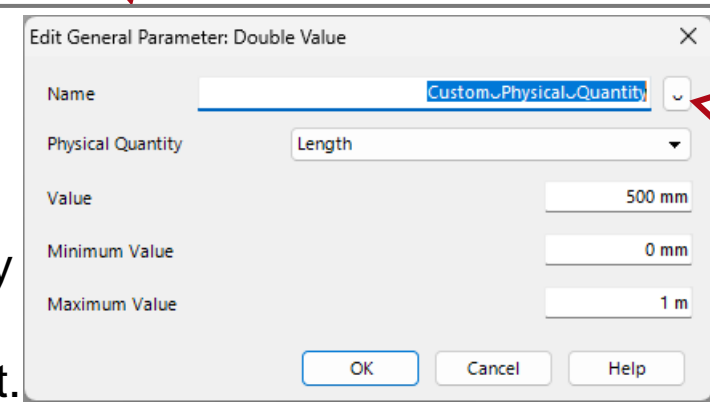 Edit General Parameter: Double Value
Name Custom⌣Physical⌣Quantity ⌣
Physical Quantity Length
Value 500 mm
y
Minimum Value 0 mm
Maximum Value 1 m
t.
OK Cancel Help